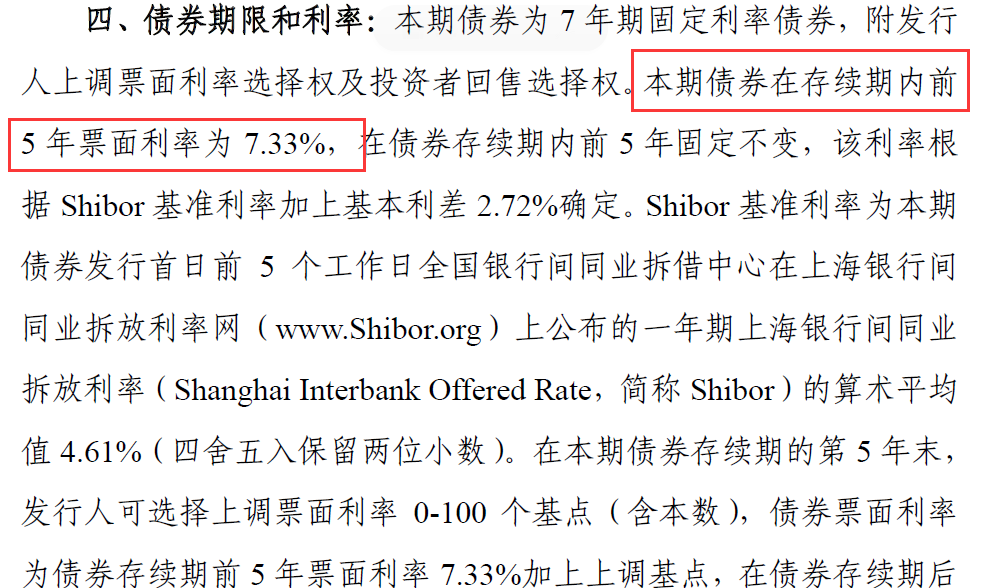 四、债券期限和利率：本期债券为 7 年期固定利率债券，附发行
人上调票面利率选择权及投资者回售选择权。本期债券在存续期内前
5 年票面利率为 7.33%，在债券存续期内前 5 年固定不变，该利率根
据 Shibor 基准利率加上基本利差 2.72%确定。Shibor 基准利率为本期
债券发行首日前 5 个工作日全国银行间同业拆借中心在上海银行间
同业拆放利率网（www.Shibor.org）上公布的一年期上海银行间同业
拆放利率（Shanghai Interbank Offered Rate，简称 Shibor）的算术平均
值 4.61%（四舍五入保留两位小数）。在本期债券存续期的第 5 年末，
发行人可选择上调票面利率 0-100 个基点（含本数），债券票面利率
为债券存续期前 5 年票面利率 7.33%加上上调基点，在债券存续期后